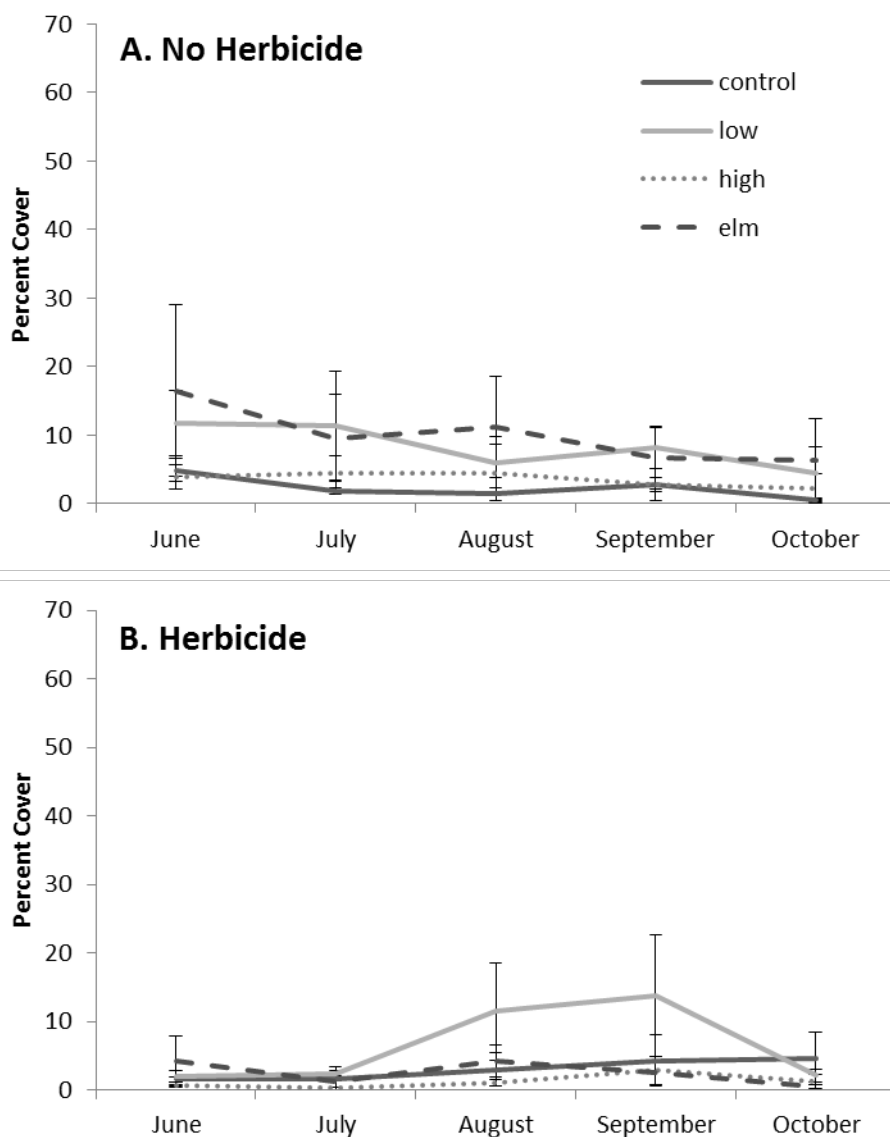 A. No Herbicide
Percent Cover
70
60
50
40
30
20
10
0
control
low
high
elm
June July August September October
B. Herbicide
Percent Cover
70
60
50
40
30
20
10
0
June July August September October